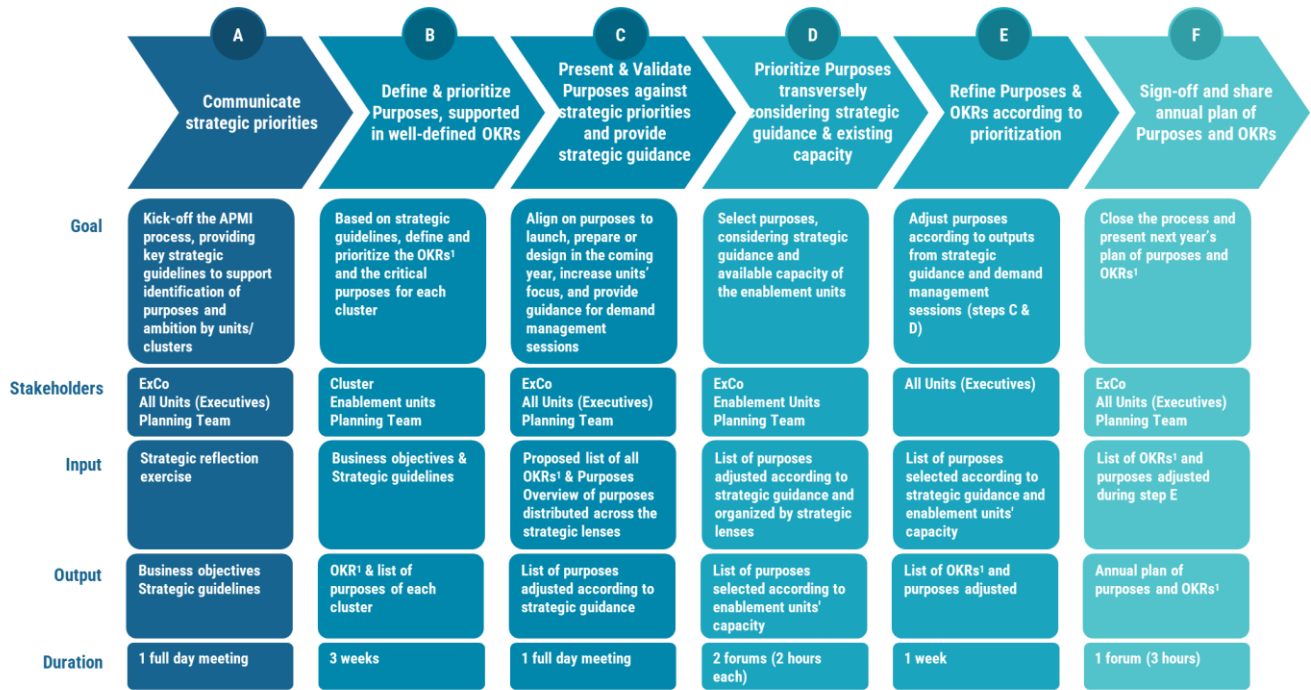 A
B
C
D
E
F
Communicate
strategic priorities
Define & prioritize
Purposes, supported
in well-defined OKRs
Present & Validate
Purposes against
strategic priorities
and provide
strategic guidance
Prioritize Purposes
transversely
considering strategic
guidance & existing
capacity
Refine Purposes &
OKRs according to
prioritization
Sign-off and share
annual plan of
Purposes and OKRs
Goal
Kick-off the APMI
process, providing
key strategic
guidelines to support
identification of
purposes and
ambition by units/
clusters
Based on strategic
guidelines, define and
prioritize the OKRs¹
and the critical
purposes for each
cluster
Align on purposes to
launch, prepare or
design in the coming
year, increase units'
focus, and provide
guidance for demand
management
sessions
Select purposes,
considering strategic
guidance and
available capacity of
the enablement units
Adjust purposes
according to outputs
from strategic
guidance and demand
management
sessions (steps C &
D)
Close the process and
present next year's
plan of purposes and
OKRs¹
Stakeholders
ExCo
All Units (Executives)
Planning Team
Cluster
Enablement units
Planning Team
ExCo
All Units (Executives)
Planning Team
ExCo
Enablement Units
Planning Team
All Units (Executives)
ExCo
All Units (Executives)
Planning Team
Input
Strategic reflection
exercise
Business objectives &
Strategic guidelines
Proposed list of all
OKRs¹ & Purposes
Overview of purposes
distributed across the
strategic lenses
List of purposes
adjusted according to
strategic guidance and
organized by strategic
lenses
List of purposes
selected according to
strategic guidance and
enablement units'
capacity
List of OKRs¹ and
purposes adjusted
during step E
Output
Business objectives
Strategic guidelines
OKR¹ & list of
purposes of each
cluster
List of purposes
adjusted according to
strategic guidance
List of purposes
selected according to
enablement units'
capacity
List of OKRs¹ and
purposes adjusted
Annual plan of
purposes and OKRs¹
Duration
1 full day meeting
3 weeks
1 full day meeting
2 forums (2 hours
each)
1 week
1 forum (3 hours)